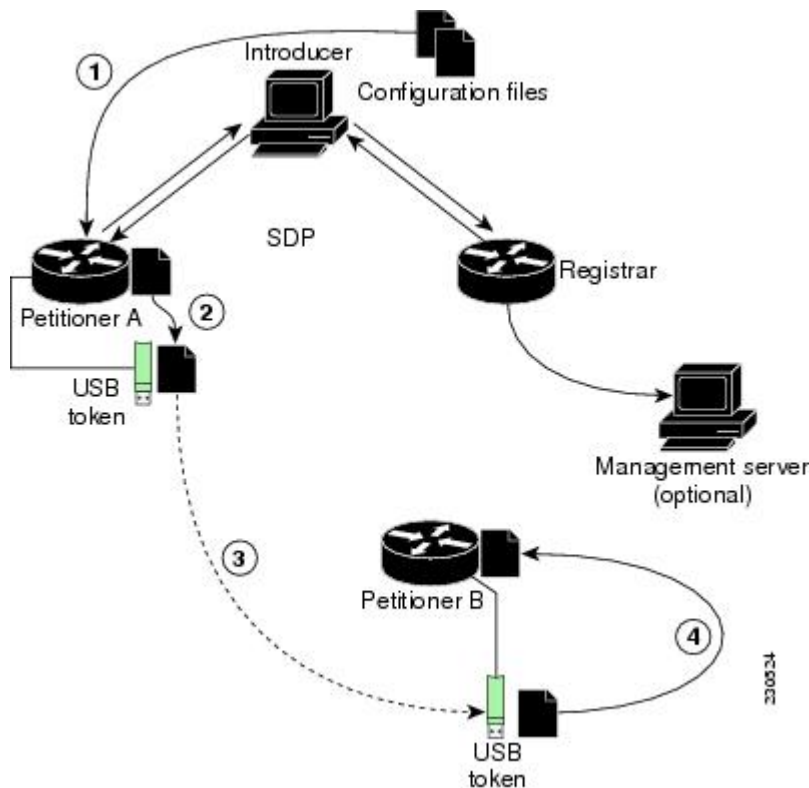 Introducer
1
Configuration files
SDP
Registrar
Petitioner A
2
USB
token
Management server
(optional)
3
Petitioner B
4
USB
token
230524